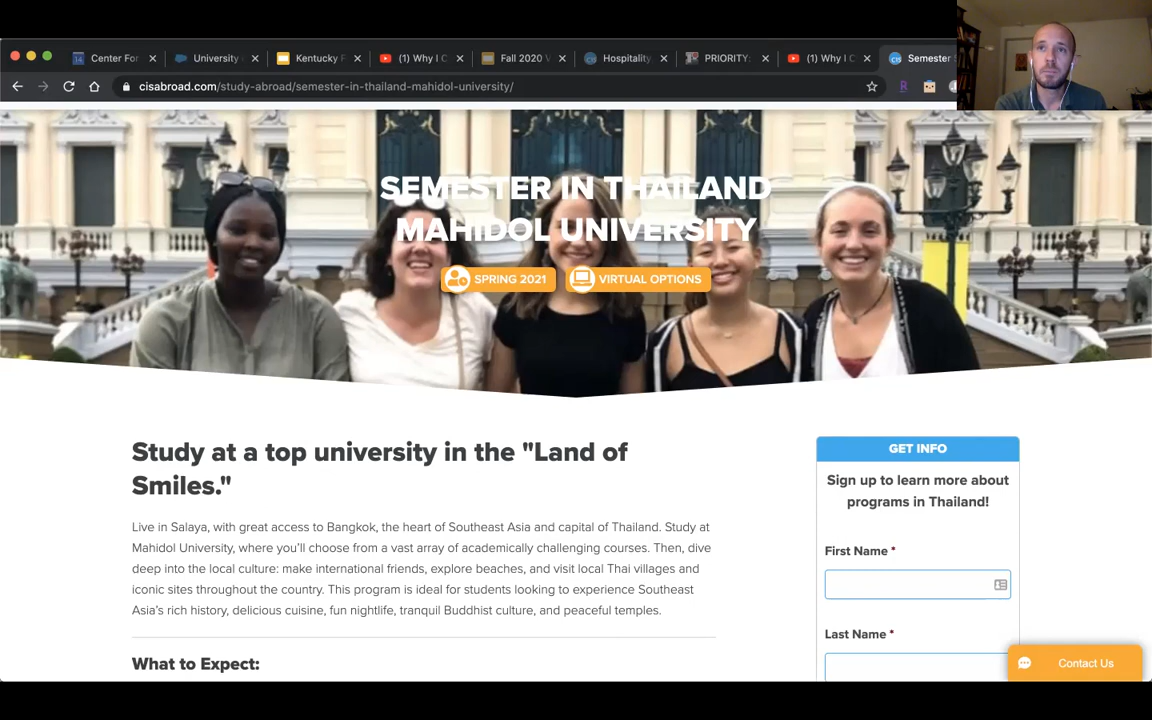 Center For
University
Kentucky F
(1) Why I C
Fall 2020 V
Hospitality
PRIORITY:
(1) Why I C
Semester
cisabroad.com/study-abroad/semester-in-thailand-mahidol-university/
SEMESTER IN THAILAND
MAHIDOL UNIVERSITY
SPRING 2021
VIRTUAL OPTIONS
Study at a top university in the "Land of
Smiles."
Live in Salaya, with great access to Bangkok, the heart of Southeast Asia and capital of Thailand. Study at
Mahidol University, where you'll choose from a vast array of academically challenging courses. Then, dive
deep into the local culture: make international friends, explore beaches, and visit local Thai villages and
iconic sites throughout the country. This program is ideal for students looking to experience Southeast
Asia's rich history, delicious cuisine, fun nightlife, tranquil Buddhist culture, and peaceful temples.
What to Expect:
GET INFO
Sign up to learn more about
programs in Thailand!
First Name *
Last Name *
Contact Us